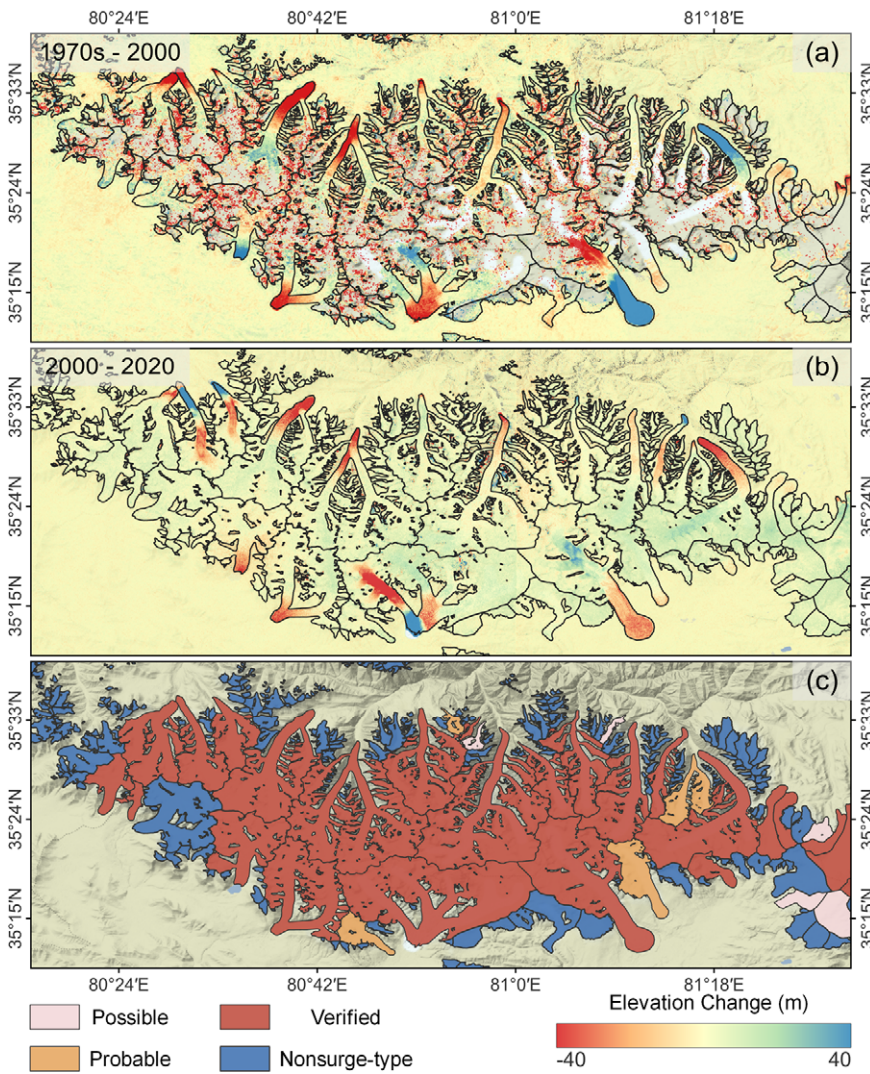 80°24'E 80°42'E 81°0'E 81°18'E
1970s - 2000 (a)
35°33'N 35°33'N
35°24'N 35°24'N
35°15'N 35°15'N
2000 - 2020 (b)
35°33'N 35°33'N
35°24'N 35°24'N
35°15'N 35°15'N
(c)
35°33'N 35°33'N
35°24'N 35°24'N
35°15'N 35°15'N
80°24'E 80°42'E 81°0'E 81°18'E
Possible Verified Elevation Change (m)
Probable Nonsurge-type -40 40